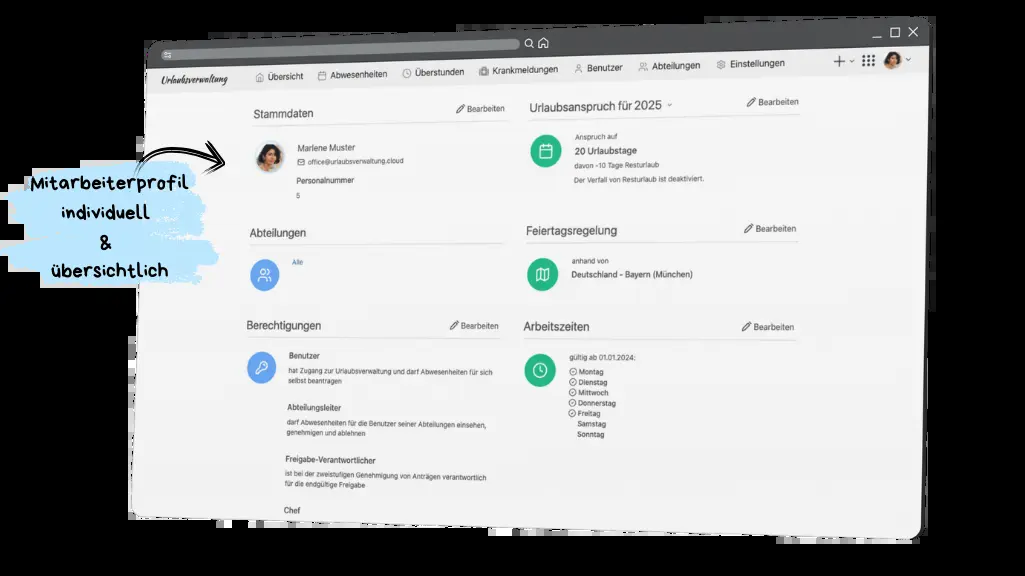 Urlaubsverwaltung
Übersicht
Abwesenheiten
Überstunden
Krankmeldungen
Benutzer
Abteilungen
Einstellungen
Mitarbeiterprofil
individuell
&
übersichtlich
Stammdaten
Bearbeiten
Marlene Muster
office@urlaubsverwaltung.cloud
Personalnummer
5
Urlaubsanspruch für 2025
Bearbeiten
Anspruch auf
20 Urlaubstage
davon -10 Tage Resturlaub
Der Verfall von Resturlaub ist deaktiviert.
Abteilungen
Alle
Feiertagsregelung
Bearbeiten
anhand von
Deutschland - Bayern (München)
Berechtigungen
Bearbeiten
Benutzer
hat Zugang zur Urlaubsverwaltung und darf Abwesenheiten für sich
selbst beantragen
Abteilungsleiter
darf Abwesenheiten für die Benutzer seiner Abteilungen einsehen,
genehmigen und ablehnen
Freigabe-Verantwortlicher
ist bei der zweistufigen Genehmigung von Anträgen verantwortlich
für die endgültige Freigabe
Chef
Arbeitszeiten
Bearbeiten
gültig ab 01.01.2024:
Montag
Dienstag
Mittwoch
Donnerstag
Freitag
Samstag
Sonntag